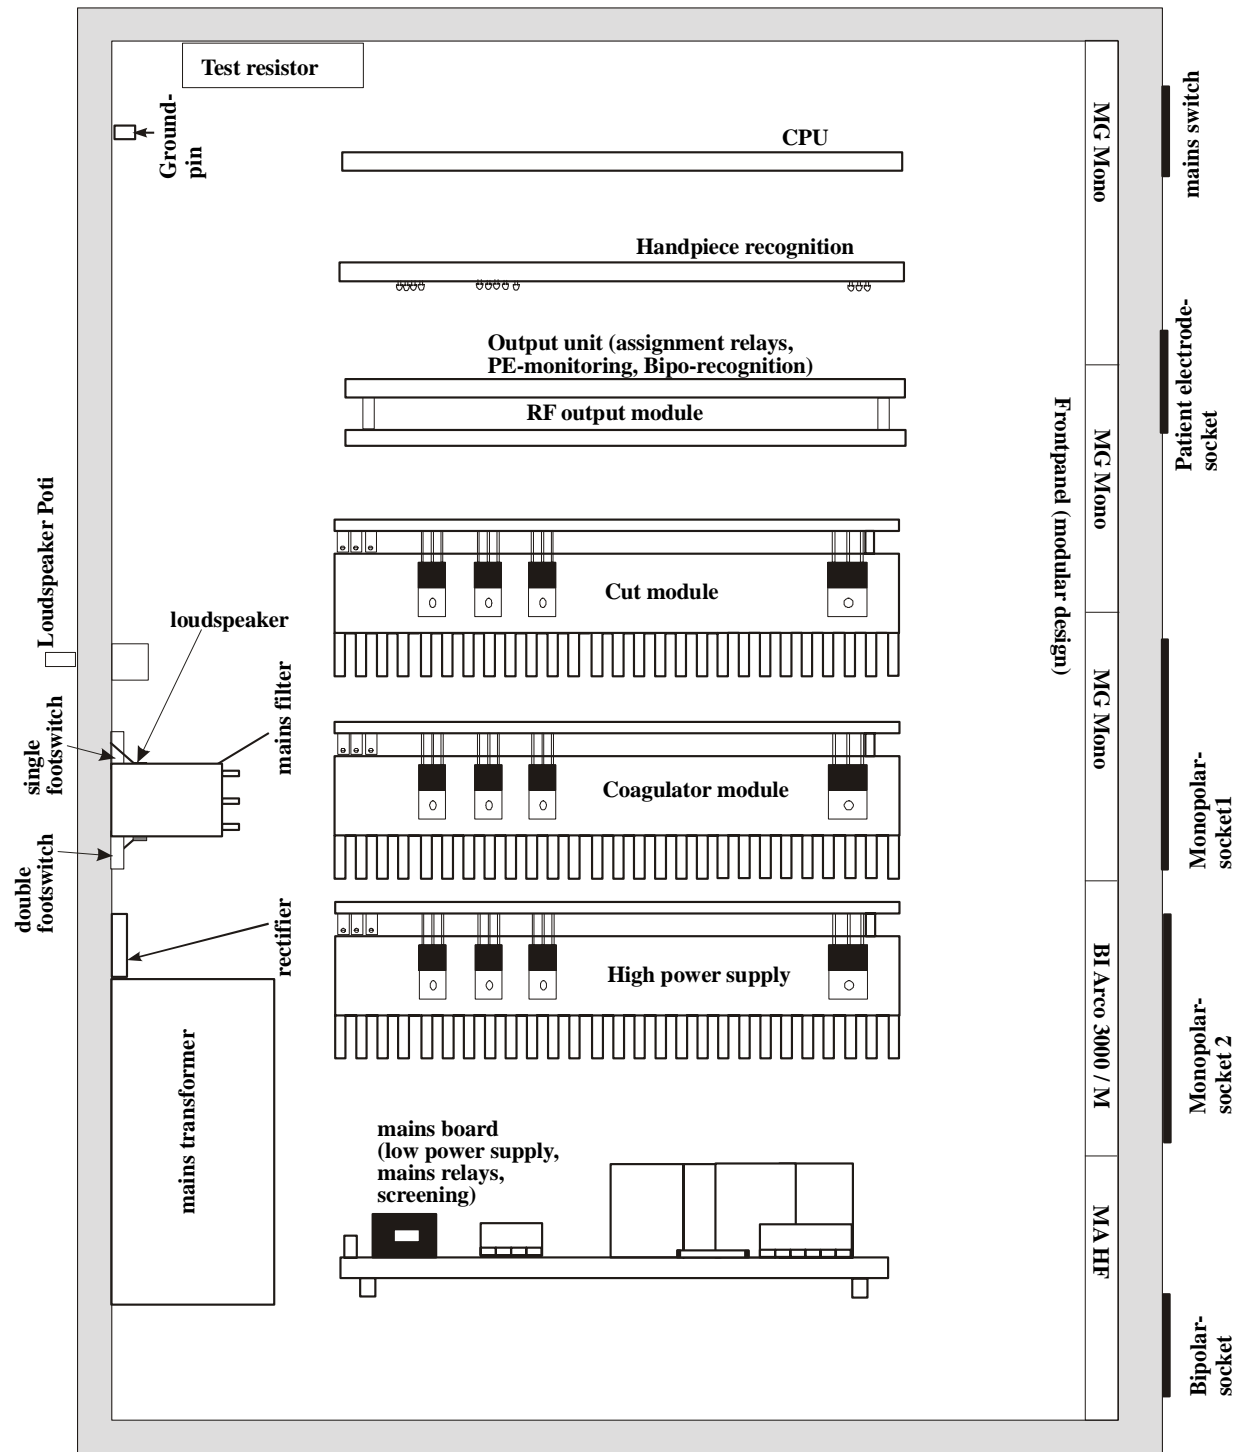 Test resistor
Ground-
pin
CPU
MG Mono
mains switch
Handpiece recognition
Output unit (assignment relays,
PE-monitoring, Bipo-recognition)
RF output module
Patient electrode-
socket
Frontpanel (modular
design)
MG Mono
Loudspeaker Poti
Cut module
loudspeaker
mains filter
single
footswitch
MG Mono
Coagulator module
Monopolar-
socket1
double
footswitch
rectifier
High power supply
BI Arco 3000 / M
Monopolar-
socket 2
mains transformer
mains board
(low power supply,
mains relays,
screening)
MA HF
Bipolar-
socket